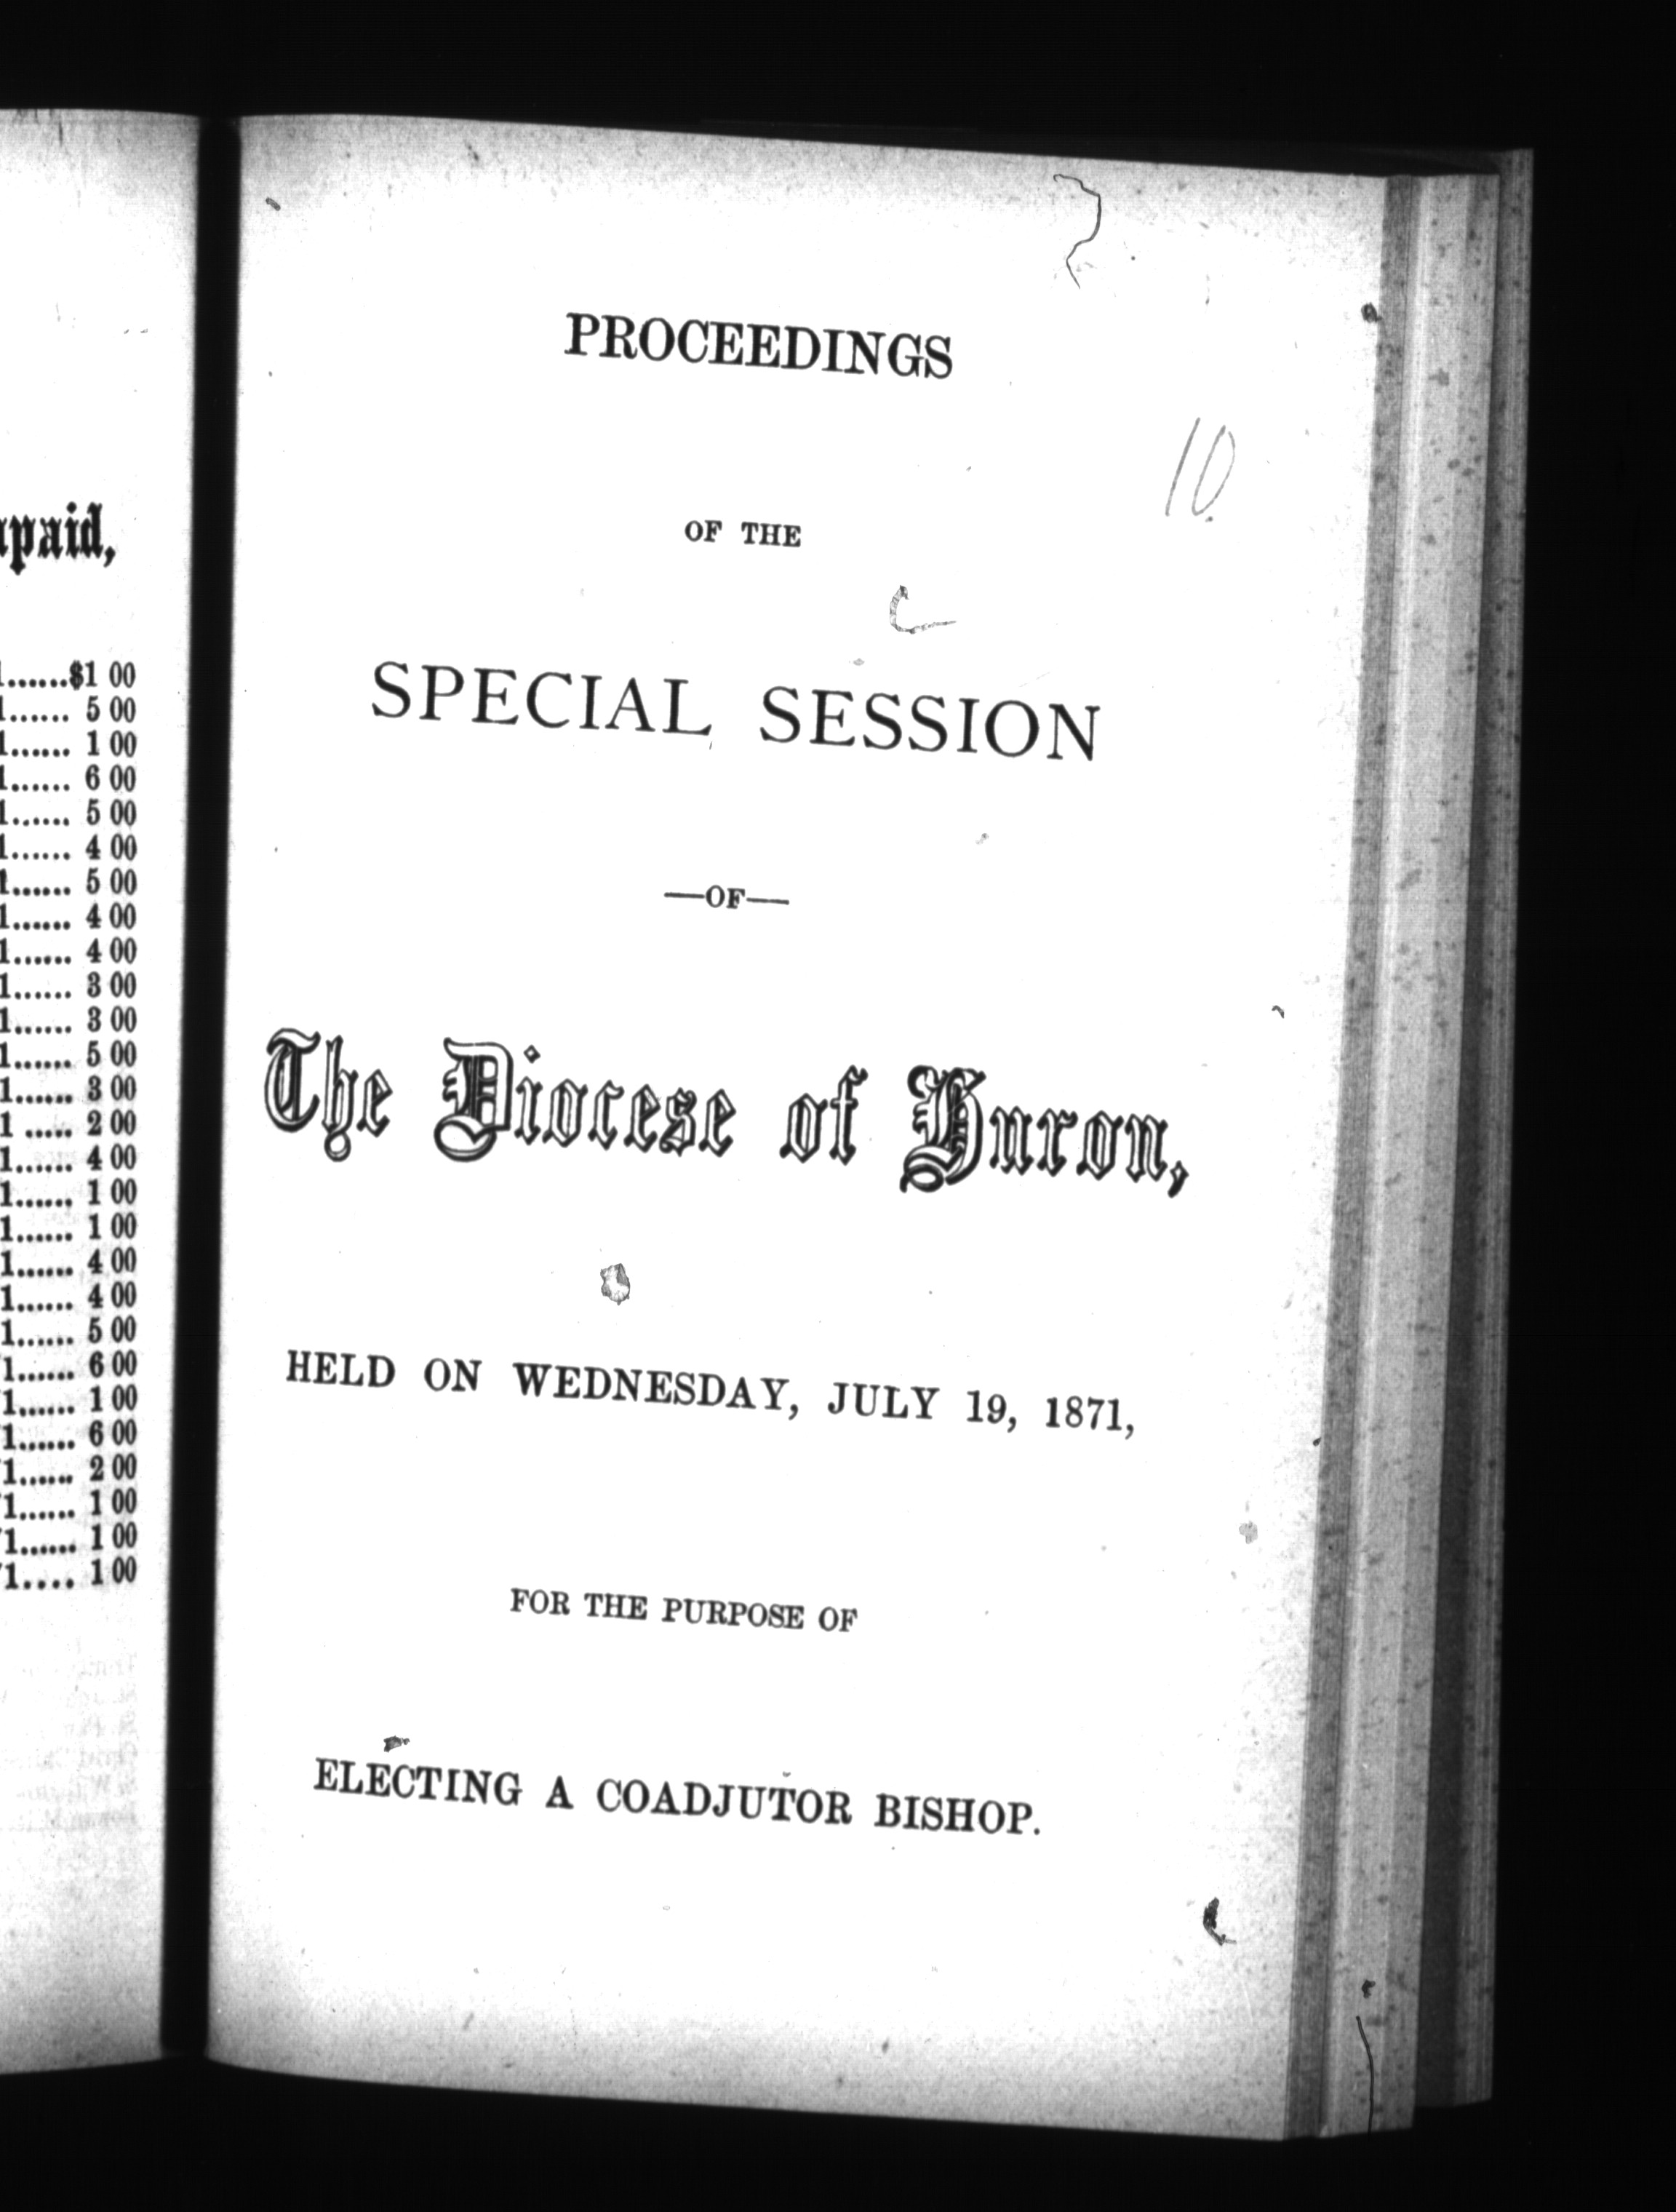 paid,
1......$1 00
1...... 5 00
1...... 1 00
1...... 6 00
1...... 5 00
1...... 4 00
1...... 5 00
1...... 4 00
1...... 4 00
1...... 3 00
1...... 3 00
1...... 5 00
1...... 3 00
1 ..... 2 00
1...... 4 00
1...... 1 00
1...... 1 00
1...... 4 00
1...... 4 00
1...... 5 00
1...... 6 00
1...... 1 00
1...... 6 00
1...... 2 00
1...... 1 00
1...... 1 00
1.... 1 00
PROCEEDINGS
10
OF THE
SPECIAL SESSION
—OF—
The Diocese of Huron,
HELD ON WEDNESDAY, JULY 19, 1871,
FOR THE PURPOSE OF
ELECTING A COADJUTOR BISHOP.